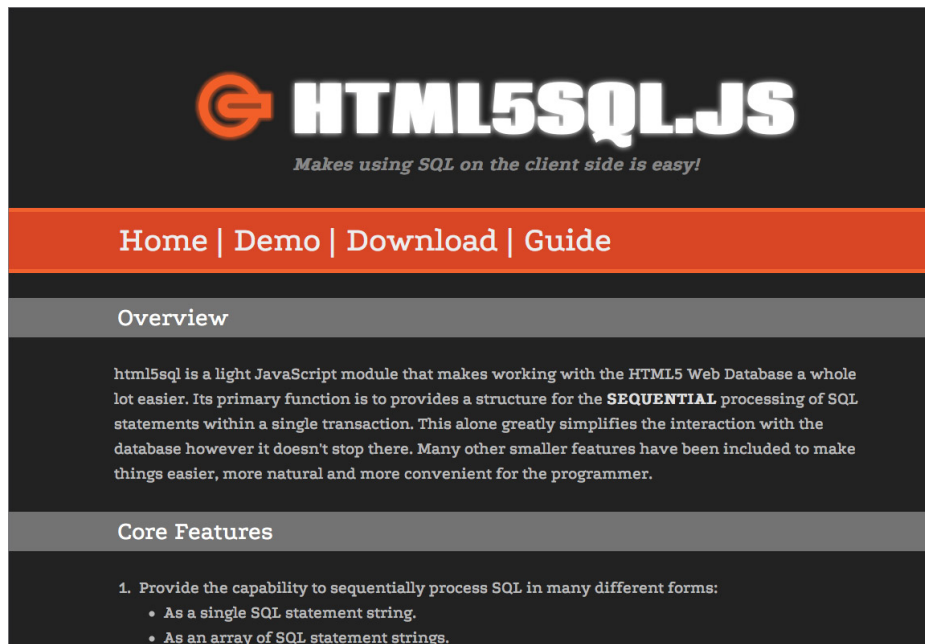 HTML5SQL.JS
Makes using SQL on the client side is easy!
Home | Demo | Download | Guide
Overview
html5sql is a light JavaScript module that makes working with the HTML5 Web Database a whole
lot easier. Its primary function is to provides a structure for the SEQUENTIAL processing of SQL
statements within a single transaction. This alone greatly simplifies the interaction with the
database however it doesn't stop there. Many other smaller features have been included to make
things easier, more natural and more convenient for the programmer.
Core Features
1. Provide the capability to sequentially process SQL in many different forms:
• As a single SQL statement string.
• As an array of SQL statement strings.